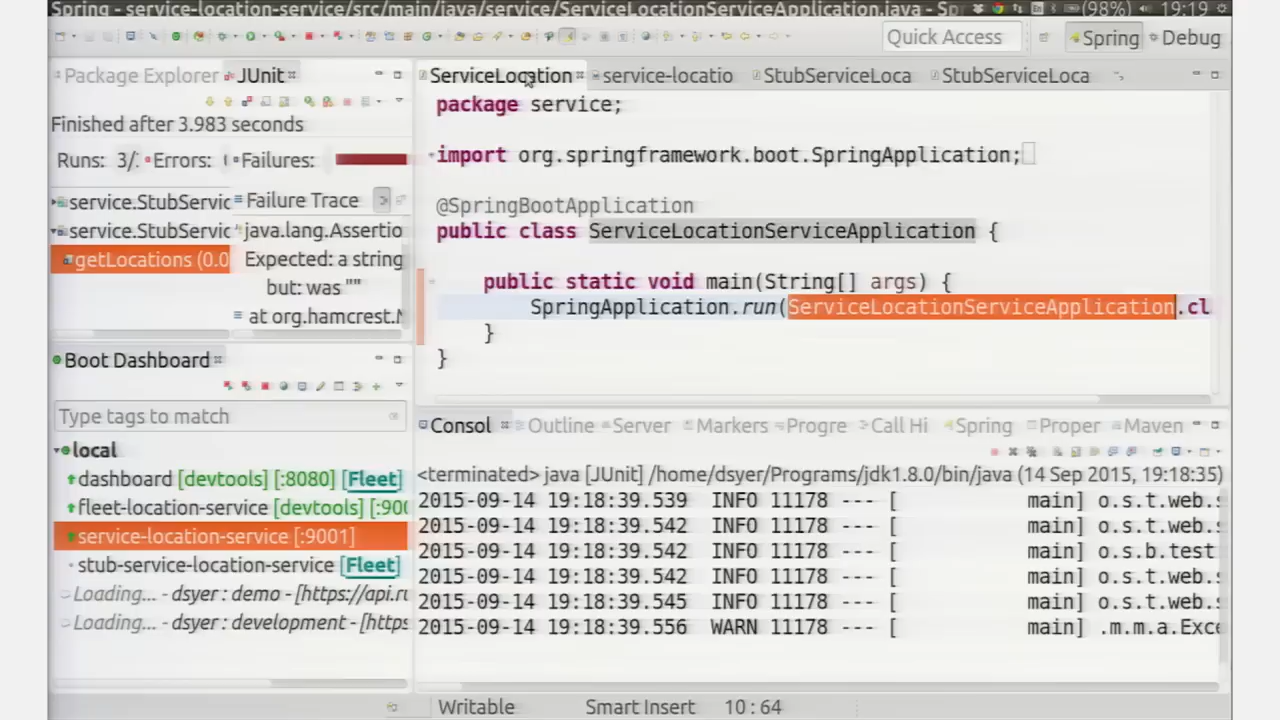 Spring - service-location-service/src/main/java/service/ServiceLocationServiceApplication.java - Sp
(98%) 19:19
Quick Access
Spring
Debug
Package Explorer
JUnit
Finished after 3.983 seconds
Runs: 3/
Errors:
Failures:
service.StubServic
service.StubServic
getLocations (0.0
Failure Trace
java.lang.Assertio
Expected: a string
but: was ""
at org.hamcrest.M
Boot Dashboard
Type tags to match
local
dashboard [devtools] [:8080] [Fleet]
fleet-location-service [devtools] [:900
service-location-service [:9001]
stub-service-location-service [Fleet]
Loading... - dsyer : demo - [https://api.ru
Loading... - dsyer : development - [https
ServiceLocation
service-locatio
StubServiceLoca
StubServiceLoca
package service;
import org.springframework.boot.SpringApplication;
@SpringBootApplication
public class ServiceLocationServiceApplication {
public static void main(String[] args) {
SpringApplication.run(ServiceLocationServiceApplication.cl
}
}
Consol
Outline
Server
Markers
Progre
Call Hi
Spring
Proper
Maven
<terminated> java [JUnit] /home/dsyer/Programs/jdk1.8.0/bin/java (14 Sep 2015, 19:18:35)
2015-09-14 19:18:39.539 INFO 11178 --- [ main] o.s.t.web.s
2015-09-14 19:18:39.542 INFO 11178 --- [ main] o.s.t.web.s
2015-09-14 19:18:39.542 INFO 11178 --- [ main] o.s.b.test
2015-09-14 19:18:39.542 INFO 11178 --- [ main] o.s.t.web.s
2015-09-14 19:18:39.545 INFO 11178 --- [ main] o.s.t.web.s
2015-09-14 19:18:39.556 WARN 11178 --- [ main] .m.m.a.Exce
Writable
Smart Insert
10:64